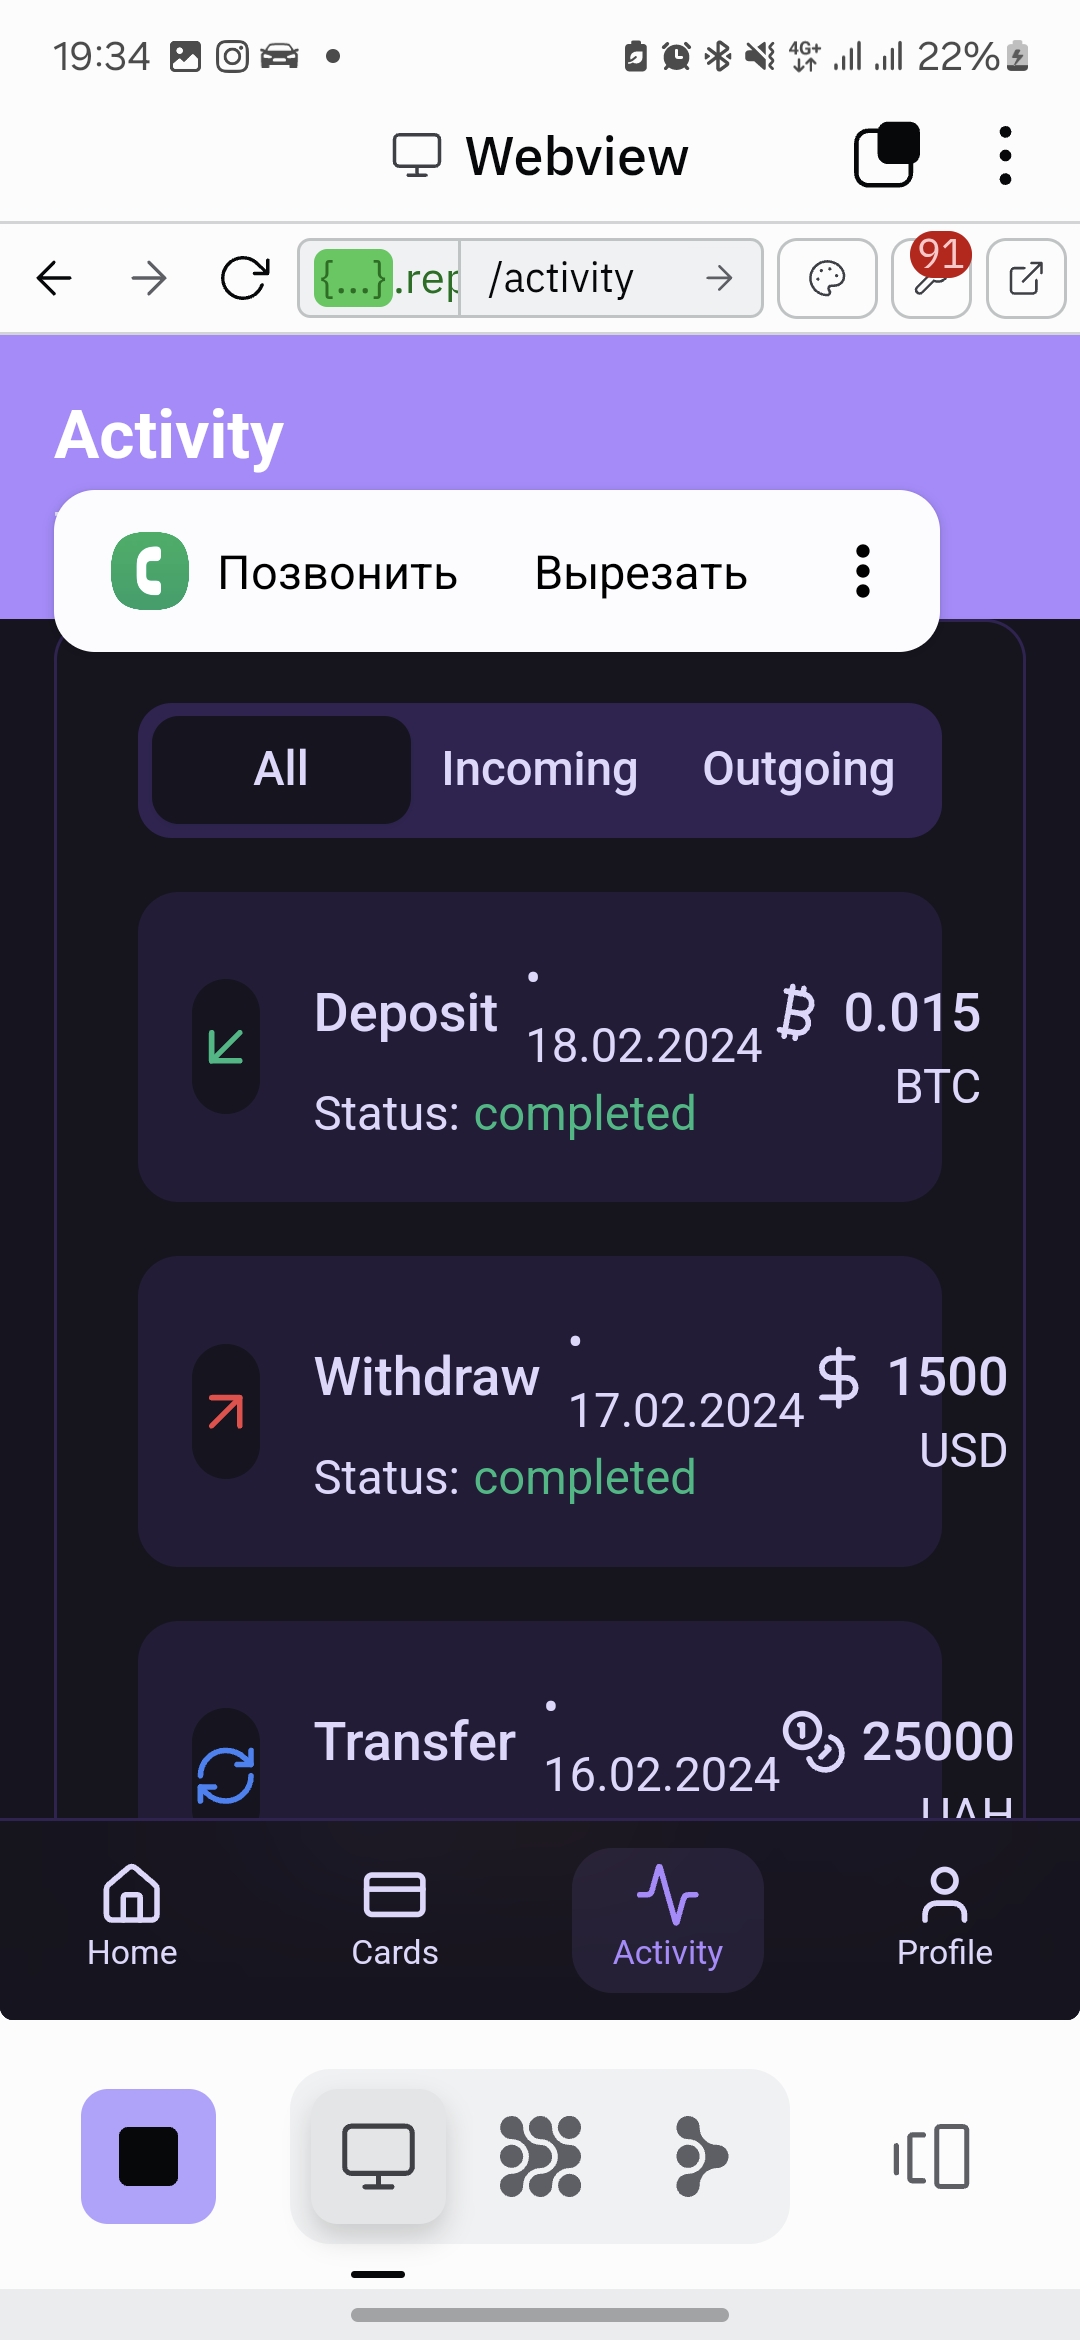 19:34
4G+
22%
Webview
{...}.rep
/activity
91
Activity
Позвонить
Вырезать
All
Incoming
Outgoing
Deposit
• 18.02.2024
0.015
BTC
Status: completed
Withdraw
• 17.02.2024
1500
USD
Status: completed
Transfer
• 16.02.2024
25000
UAH
Home
Cards
Activity
Profile